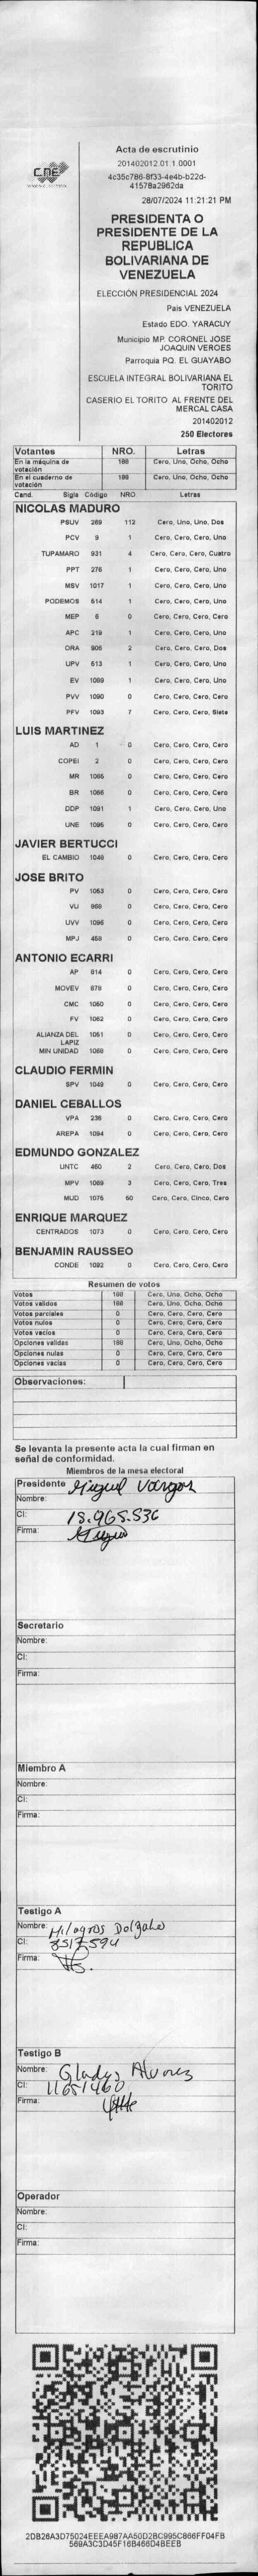 CNE
Acta de escrutinio
201402012.01.1.0001
4c35c786-8f33-4e4b-b22d-
41578a2962da
28/07/2024 11:21:21 PM
PRESIDENTA O
PRESIDENTE DE LA
REPUBLICA
BOLIVARIANA DE
VENEZUELA
ELECCIÓN PRESIDENCIAL 2024
País VENEZUELA
Estado EDO. YARACUY
Municipio MP. CORONEL JOSE
JOAQUIN VEROES
Parroquia PQ. EL GUAYABO
ESCUELA INTEGRAL BOLIVARIANA EL
TORITO
CASERIO EL TORITO AL FRENTE DEL
MERCAL CASA
201402012
250 Electores
Votantes NRO. Letras
En la máquina de votación 188 Cero, Uno, Ocho, Ocho
En el cuaderno de votación 188 Cero, Uno, Ocho, Ocho
Cand. Sigla Código NRO. Letras
NICOLAS MADURO
PSUV 269 112 Cero, Uno, Uno, Dos
PCV 9 1 Cero, Cero, Cero, Uno
TUPAMARO 931 4 Cero, Cero, Cero, Cuatro
PPT 276 1 Cero, Cero, Cero, Uno
MSV 1017 1 Cero, Cero, Cero, Uno
PODEMOS 514 1 Cero, Cero, Cero, Uno
MEP 6 0 Cero, Cero, Cero, Cero
APC 219 1 Cero, Cero, Cero, Uno
ORA 906 2 Cero, Cero, Cero, Dos
UPV 513 1 Cero, Cero, Cero, Uno
EV 1089 1 Cero, Cero, Cero, Uno
PVV 1090 0 Cero, Cero, Cero, Cero
PFV 1093 7 Cero, Cero, Cero, Siete
LUIS MARTINEZ
AD 1 0 Cero, Cero, Cero, Cero
COPEI 2 0 Cero, Cero, Cero, Cero
MR 1065 0 Cero, Cero, Cero, Cero
BR 1066 0 Cero, Cero, Cero, Cero
DDP 1091 1 Cero, Cero, Cero, Uno
UNE 1095 0 Cero, Cero, Cero, Cero
JAVIER BERTUCCI
EL CAMBIO 1048 0 Cero, Cero, Cero, Cero
JOSE BRITO
PV 1053 0 Cero, Cero, Cero, Cero
VU 868 0 Cero, Cero, Cero, Cero
UVV 1096 0 Cero, Cero, Cero, Cero
MPJ 458 0 Cero, Cero, Cero, Cero
ANTONIO ECARRI
AP 814 0 Cero, Cero, Cero, Cero
MOVEV 878 0 Cero, Cero, Cero, Cero
CMC 1050 0 Cero, Cero, Cero, Cero
FV 1062 0 Cero, Cero, Cero, Cero
ALIANZA DEL LAPIZ 1051 0 Cero, Cero, Cero, Cero
MIN UNIDAD 1068 0 Cero, Cero, Cero, Cero
CLAUDIO FERMIN
SPV 1049 0 Cero, Cero, Cero, Cero
DANIEL CEBALLOS
VPA 236 0 Cero, Cero, Cero, Cero
AREPA 1094 0 Cero, Cero, Cero, Cero
EDMUNDO GONZALEZ
UNTC 460 2 Cero, Cero, Cero, Dos
MPV 1069 3 Cero, Cero, Cero, Tres
MUD 1075 50 Cero, Cero, Cinco, Cero
ENRIQUE MARQUEZ
CENTRADOS 1073 0 Cero, Cero, Cero, Cero
BENJAMIN RAUSSEO
CONDE 1092 0 Cero, Cero, Cero, Cero
Resumen de votos
Votos 188 Cero, Uno, Ocho, Ocho
Votos validos 188 Cero, Uno, Ocho, Ocho
Votos parciales 0 Cero, Cero, Cero, Cero
Votos nulos 0 Cero, Cero, Cero, Cero
Votos vacios 0 Cero, Cero, Cero, Cero
Opciones validas 188 Cero, Uno, Ocho, Ocho
Opciones nulas 0 Cero, Cero, Cero, Cero
Opciones vacias 0 Cero, Cero, Cero, Cero
Observaciones:
Se levanta la presente acta la cual firman en
señal de conformidad.
Miembros de la mesa electoral
Presidente
Nombre: Miguel Vargas
CI: 15.965.536
Firma:
Secretario
Nombre:
CI:
Firma:
Miembro A
Nombre:
CI:
Firma:
Testigo A
Nombre: Milagros
CI: 8517594
Firma:
Testigo B
Nombre: Gladys Alvarez
CI: 11651460
Firma:
Operador
Nombre:
CI:
Firma:
2DB26A3D75024EEEA987AA50D2BC995C866FF04FB
569A3C3D45F16B466D4BEEB